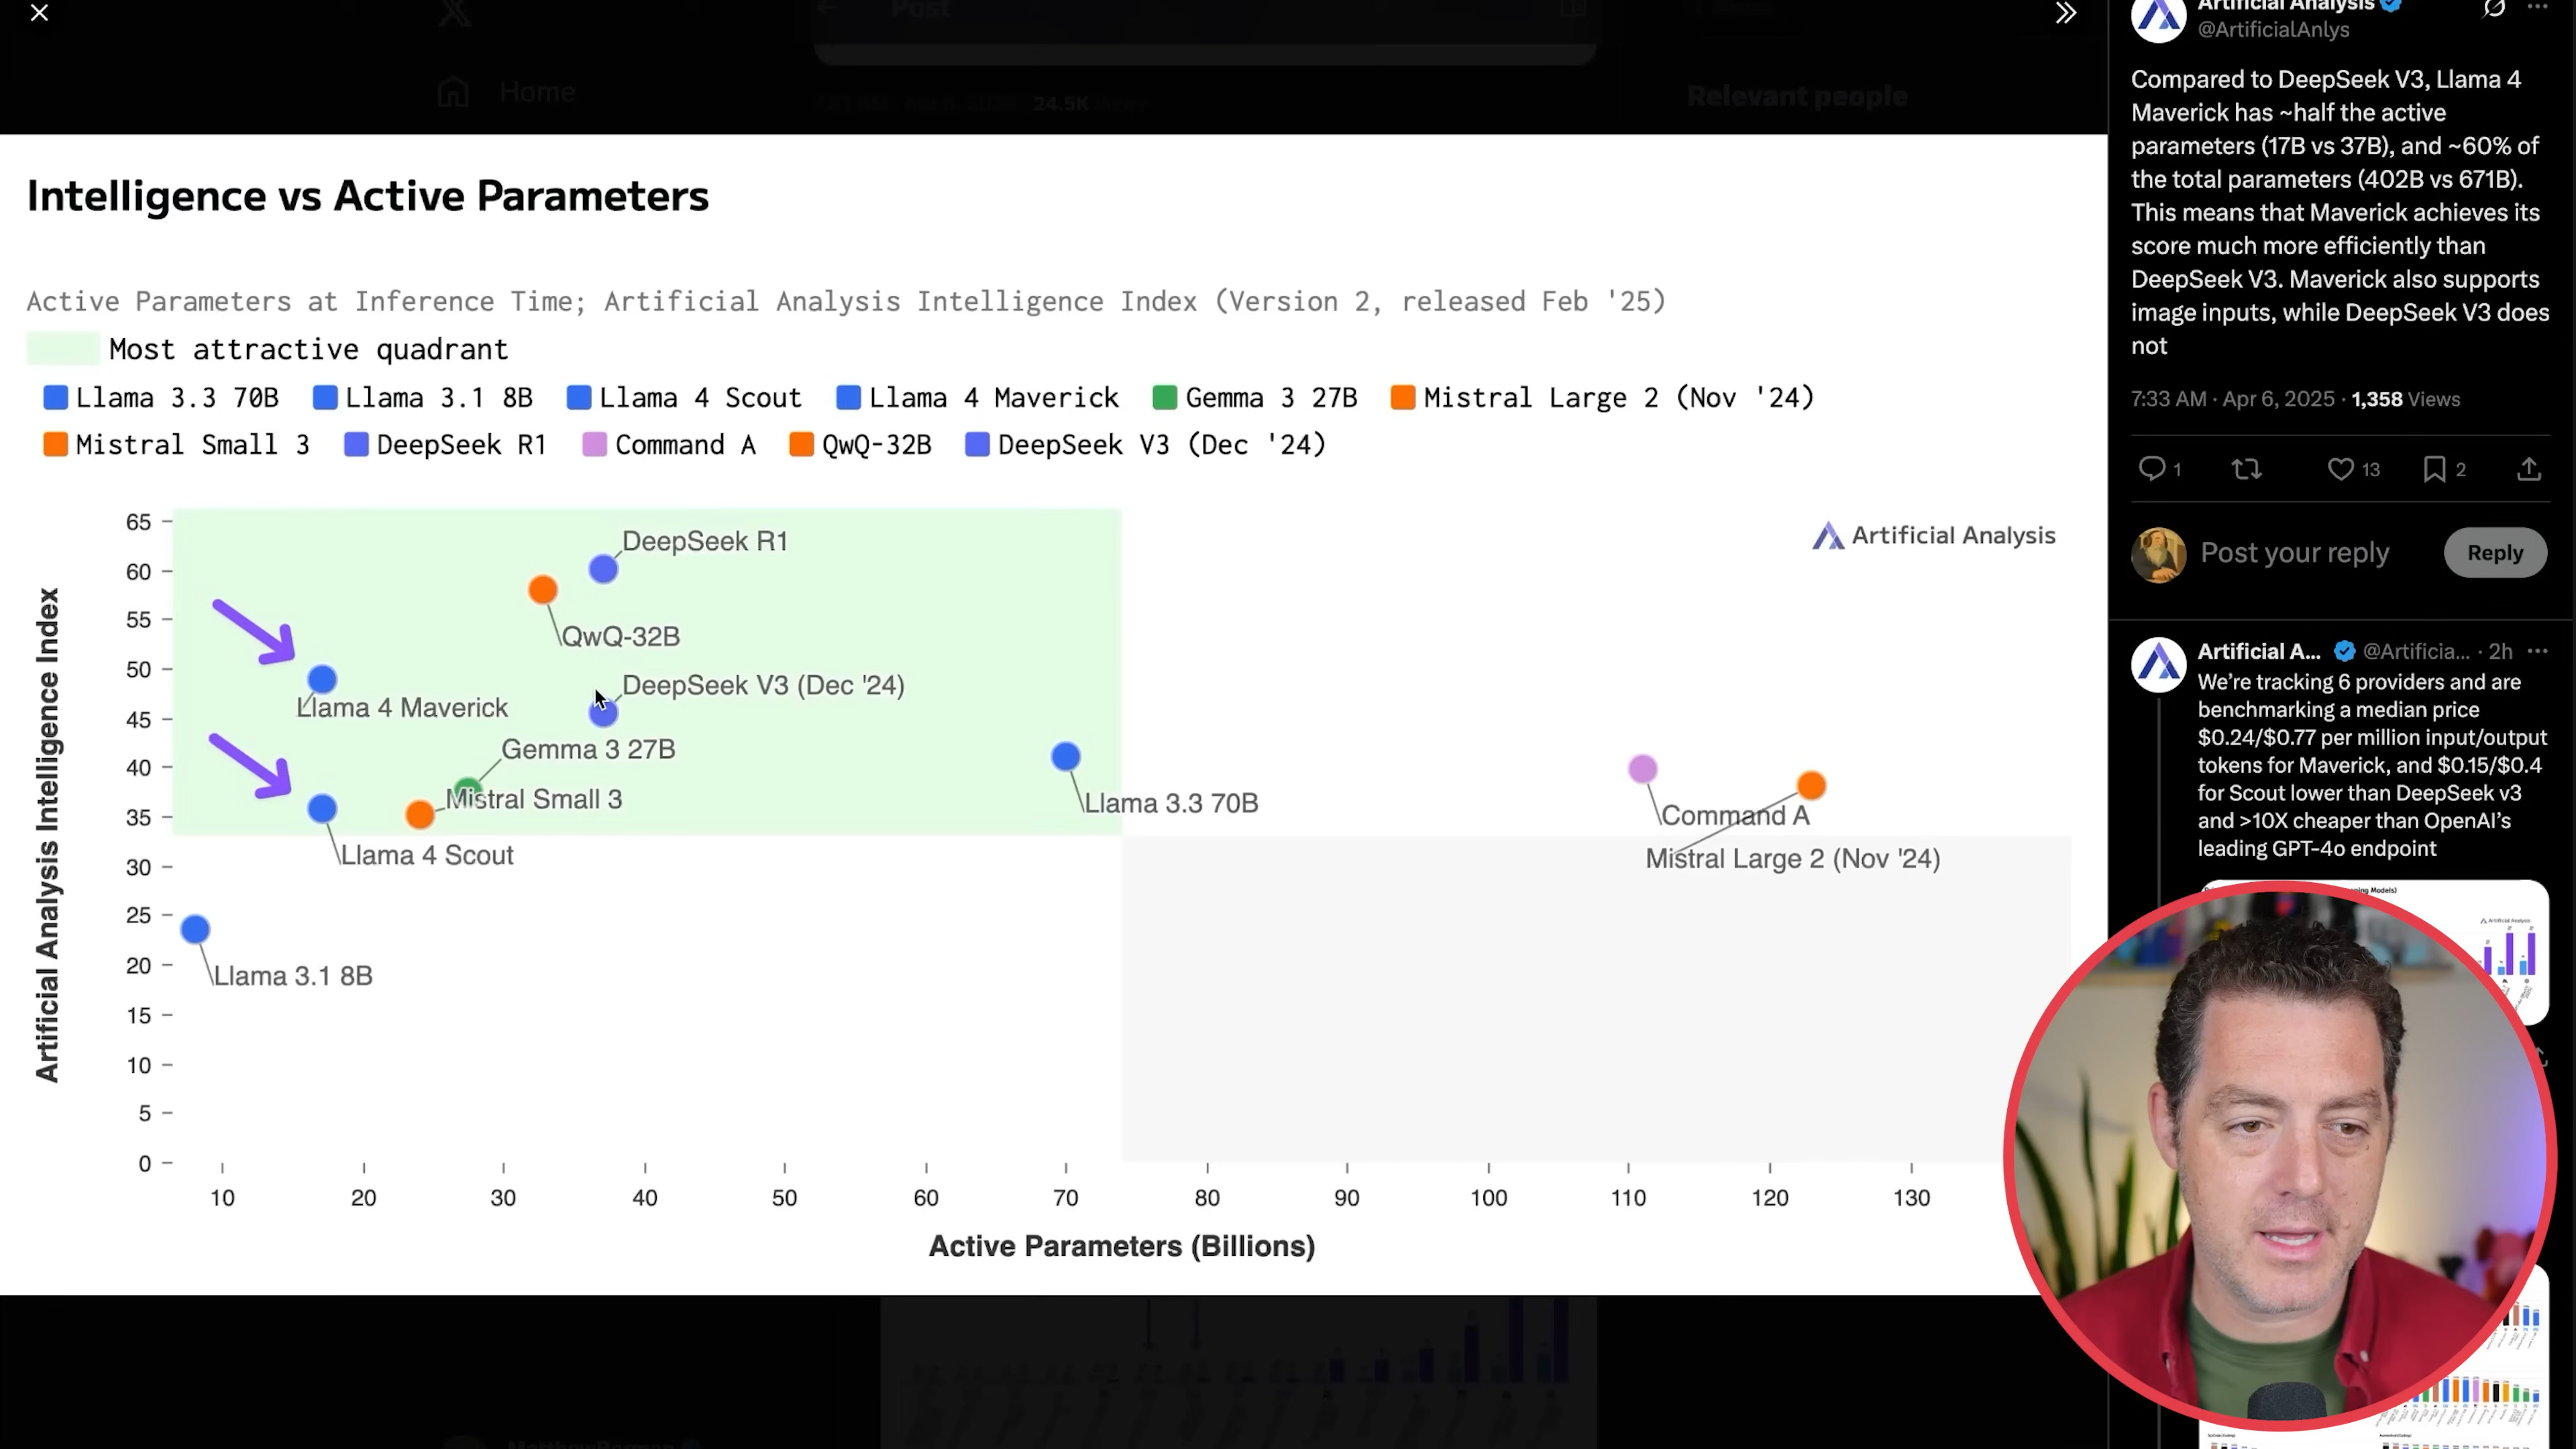 Post
Home
24.5K
Relevant people
Intelligence vs Active Parameters
Active Parameters at Inference Time; Artificial Analysis Intelligence Index (Version 2, released Feb '25)
Most attractive quadrant
Llama 3.3 70B Llama 3.1 8B Llama 4 Scout Llama 4 Maverick Gemma 3 27B Mistral Large 2 (Nov '24)
Mistral Small 3 DeepSeek R1 Command A QwQ-32B DeepSeek V3 (Dec '24)
Artificial Analysis Intelligence Index
65
60
55
50
45
40
35
30
25
20
15
10
5
0
DeepSeek R1
Artificial Analysis
QwQ-32B
DeepSeek V3 (Dec '24)
Llama 4 Maverick
Gemma 3 27B
Mistral Small 3
Llama 3.3 70B
Command A
Llama 4 Scout
Mistral Large 2 (Nov '24)
Llama 3.1 8B
10 20 30 40 50 60 70 80 90 100 110 120 130
Active Parameters (Billions)
Artificial Analysis
@ArtificialAnlys
Compared to DeepSeek V3, Llama 4
Maverick has ~half the active
parameters (17B vs 37B), and ~60% of
the total parameters (402B vs 671B).
This means that Maverick achieves its
score much more efficiently than
DeepSeek V3. Maverick also supports
image inputs, while DeepSeek V3 does
not
7:33 AM · Apr 6, 2025 · 1,358 Views
1 13 2
Post your reply
Reply
Artificial A... @Artificia... · 2h
We're tracking 6 providers and are
benchmarking a median price
$0.24/$0.77 per million input/output
tokens for Maverick, and $0.15/$0.4
for Scout lower than DeepSeek v3
and >10X cheaper than OpenAI's
leading GPT-4o endpoint